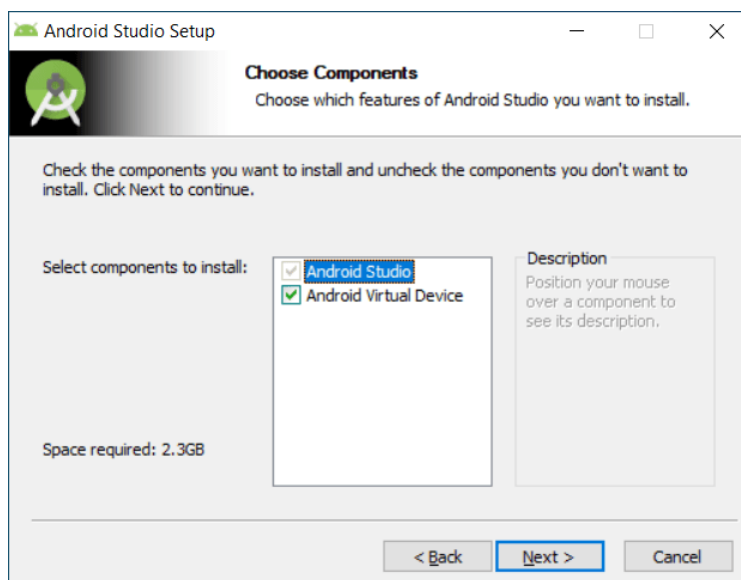 Android Studio Setup
Choose Components
Choose which features of Android Studio you want to install.
Check the components you want to install and uncheck the components you don't want to
install. Click Next to continue.
Select components to install:
Android Studio
Android Virtual Device
Description
Position your mouse
over a component to
see its description.
Space required: 2.3GB
< Back
Next >
Cancel